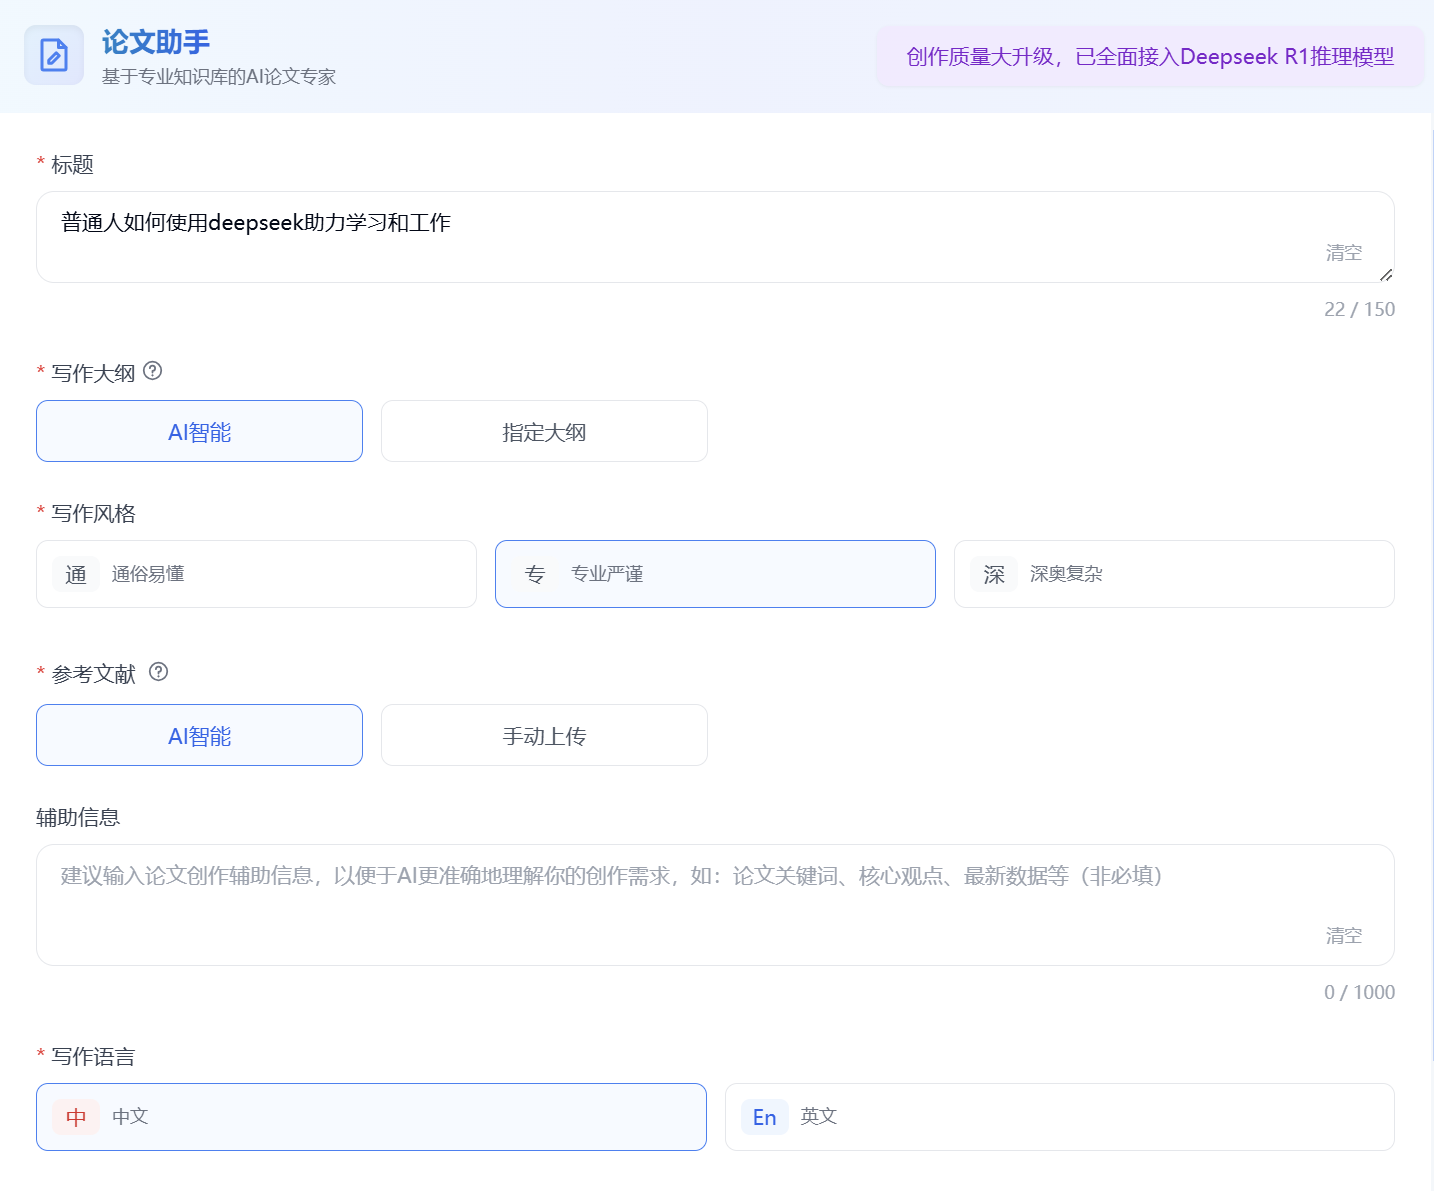 论文助手
基于专业知识库的AI论文专家
创作质量大升级，已全面接入Deepseek R1推理模型
* 标题
普通人如何使用deepseek助力学习和工作
清空
22 / 150
* 写作大纲 ?
AI智能
指定大纲
* 写作风格
通 通俗易懂
专 专业严谨
深 深奥复杂
* 参考文献 ?
AI智能
手动上传
辅助信息
建议输入论文创作辅助信息，以便于AI更准确地理解你的创作需求，如：论文关键词、核心观点、最新数据等（非必填）
清空
0 / 1000
* 写作语言
中 中文
En 英文